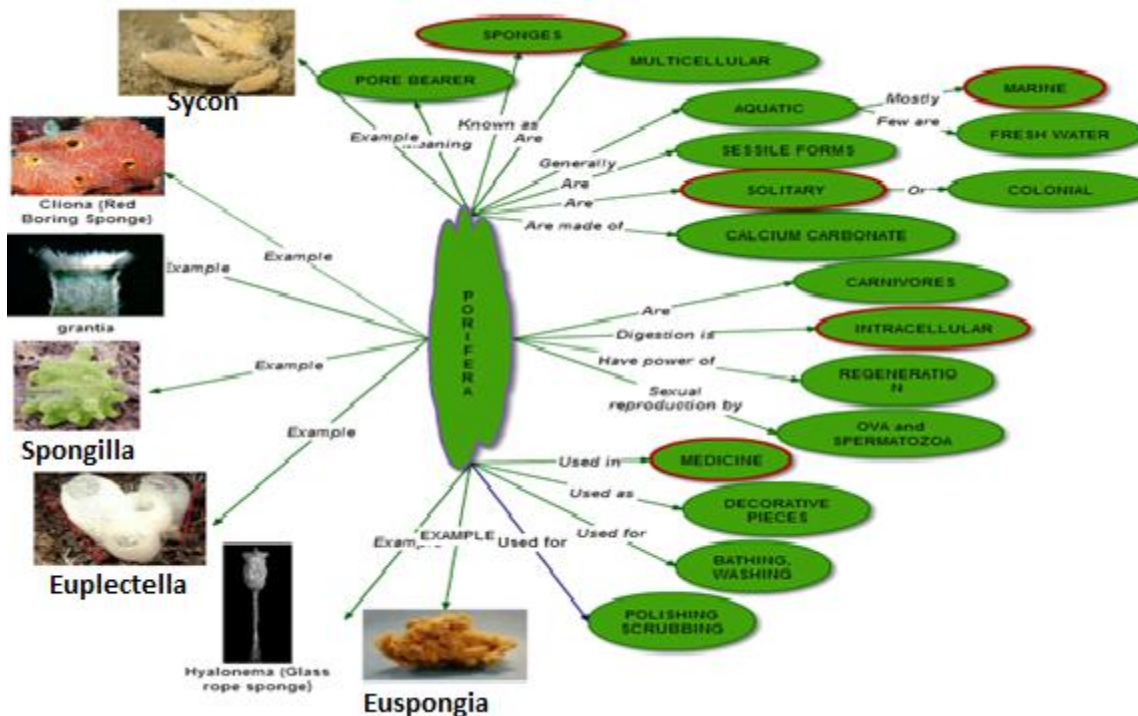 SPONGES
PORE BEARER
MULTICELLULAR
Sycon
Known as
Example
Meaning
Are
AQUATIC
Mostly
MARINE
Few are
FRESH WATER
Generally
SESSILE FORMS
Are
SOLITARY
Are
Or
COLONIAL
Are made of
CALCIUM CARBONATE
Cliona (Red
Boring Sponge)
Example
Example
grantia
PORIFERA
CARNIVORES
Are
Digestion is
INTRACELLULAR
Have power of
REGENERATIO
N
Sexual
reproduction by
OVA and
SPERMATOZOA
Example
Spongilla
Example
Euplectella
Used in
MEDICINE
Used as
DECORATIVE
PIECES
Used for
BATHING,
WASHING
Example
EXAMPLE
Used for
POLISHING
SCRUBBING
Hyalonema (Glass
rope sponge)
Euspongia